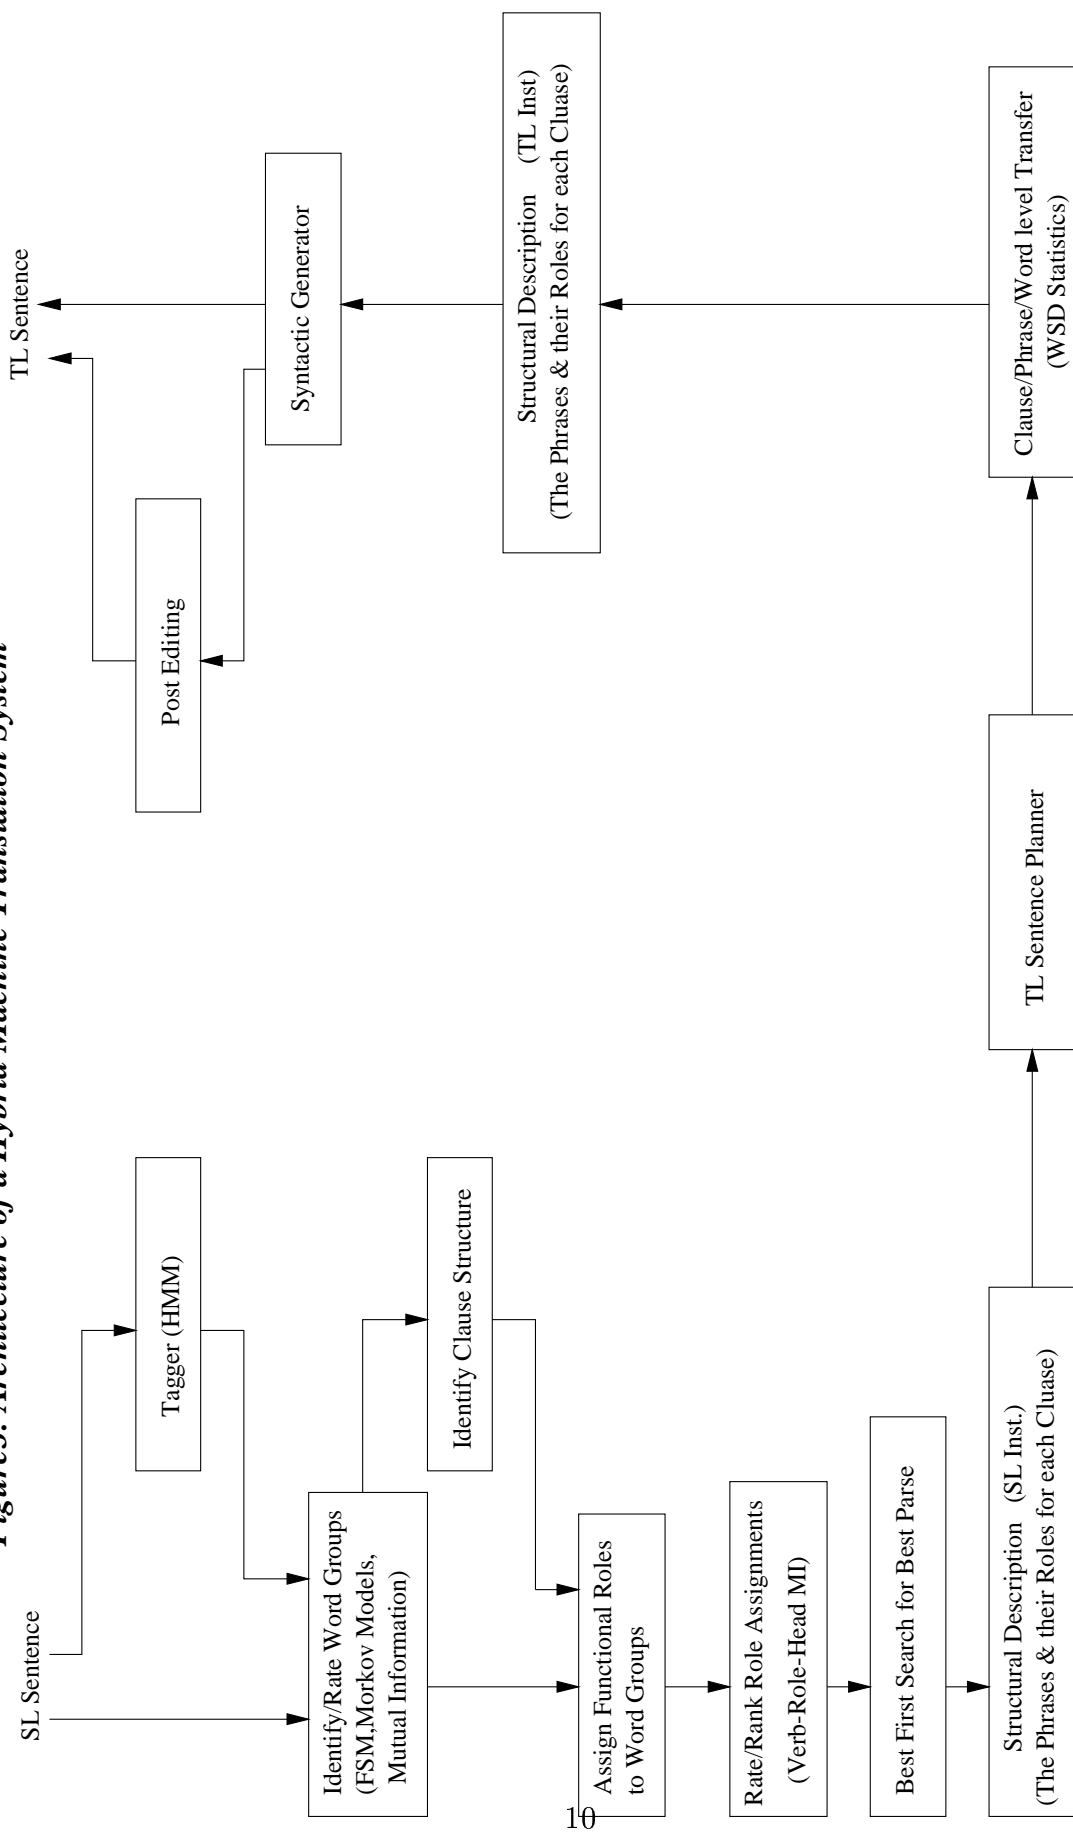 Figure5: Architecture of a Hybrid Machine Translation System
SL Sentence
TL Sentence
Tagger (HMM)
Post Editing
Identify/Rate Word Groups
(FSM,Morkov Models,
Mutual Information)
Syntactic Generator
Identify Clause Structure
Structural Description (TL Inst)
(The Phrases & their Roles for each Cluase)
Assign Functional Roles
to Word Groups
Rate/Rank Role Assignments
(Verb-Role-Head MI)
Best First Search for Best Parse
Structural Description (SL Inst.)
(The Phrases & their Roles for each Cluase)
TL Sentence Planner
Clause/Phrase/Word level Transfer
(WSD Statistics)
10